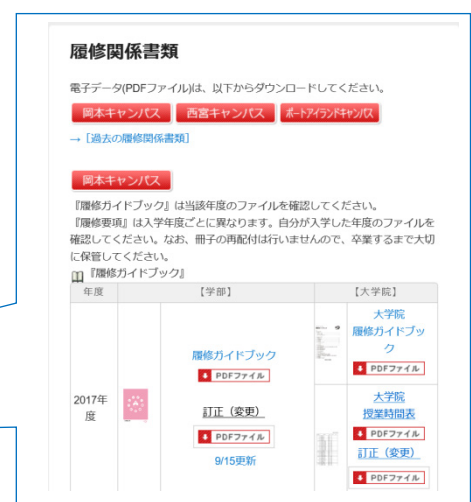 履修関係書類
電子データ(PDFファイル)は、以下からダウンロードしてください。
岡本キャンパス 西宮キャンパス ポートアイランドキャンパス
→ [過去の履修関係書類]
岡本キャンパス
『履修ガイドブック』は当該年度のファイルを確認してください。
『履修要項』は入学年度ごとに異なります。自分が入学した年度のファイルを
確認してください。なお、冊子の再配付は行いませんので、卒業するまで大切
に保管してください。
『履修ガイドブック』
年度 【学部】 【大学院】
2017年
度
履修ガイドブック
PDFファイル
訂正（変更）
PDFファイル
9/15更新
大学院
履修ガイドブッ
ク
PDFファイル
大学院
授業時間表
PDFファイル
訂正（変更）
PDFファイル